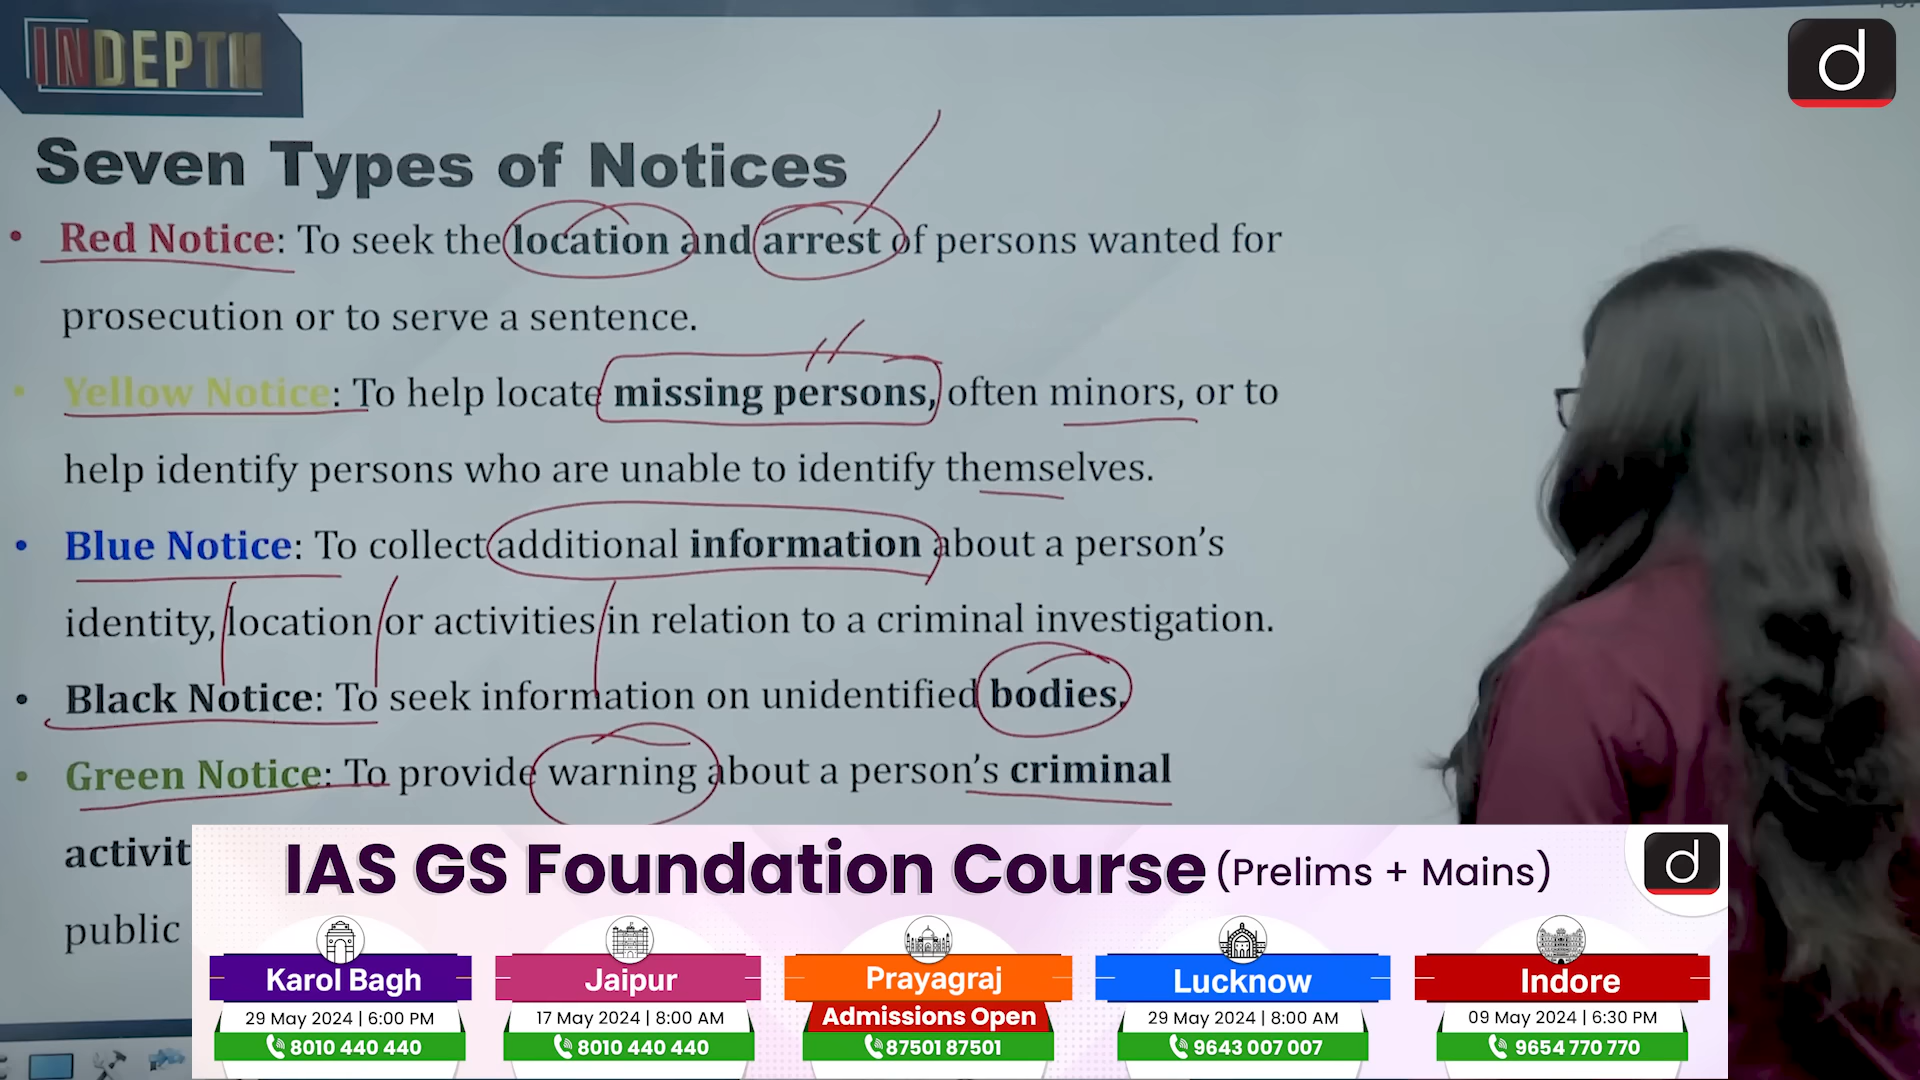 INDEPTH
d
Seven Types of Notices
• Red Notice: To seek the location and arrest of persons wanted for
prosecution or to serve a sentence.
• Yellow Notice: To help locate missing persons, often minors, or to
help identify persons who are unable to identify themselves.
• Blue Notice: To collect additional information about a person’s
identity, location or activities in relation to a criminal investigation.
• Black Notice: To seek information on unidentified bodies.
• Green Notice: To provide warning about a person’s criminal
activit
public
IAS GS Foundation Course (Prelims + Mains)
d
Karol Bagh
29 May 2024 | 6:00 PM
8010 440 440
Jaipur
17 May 2024 | 8:00 AM
8010 440 440
Prayagraj
Admissions Open
87501 87501
Lucknow
29 May 2024 | 8:00 AM
9643 007 007
Indore
09 May 2024 | 6:30 PM
9654 770 770